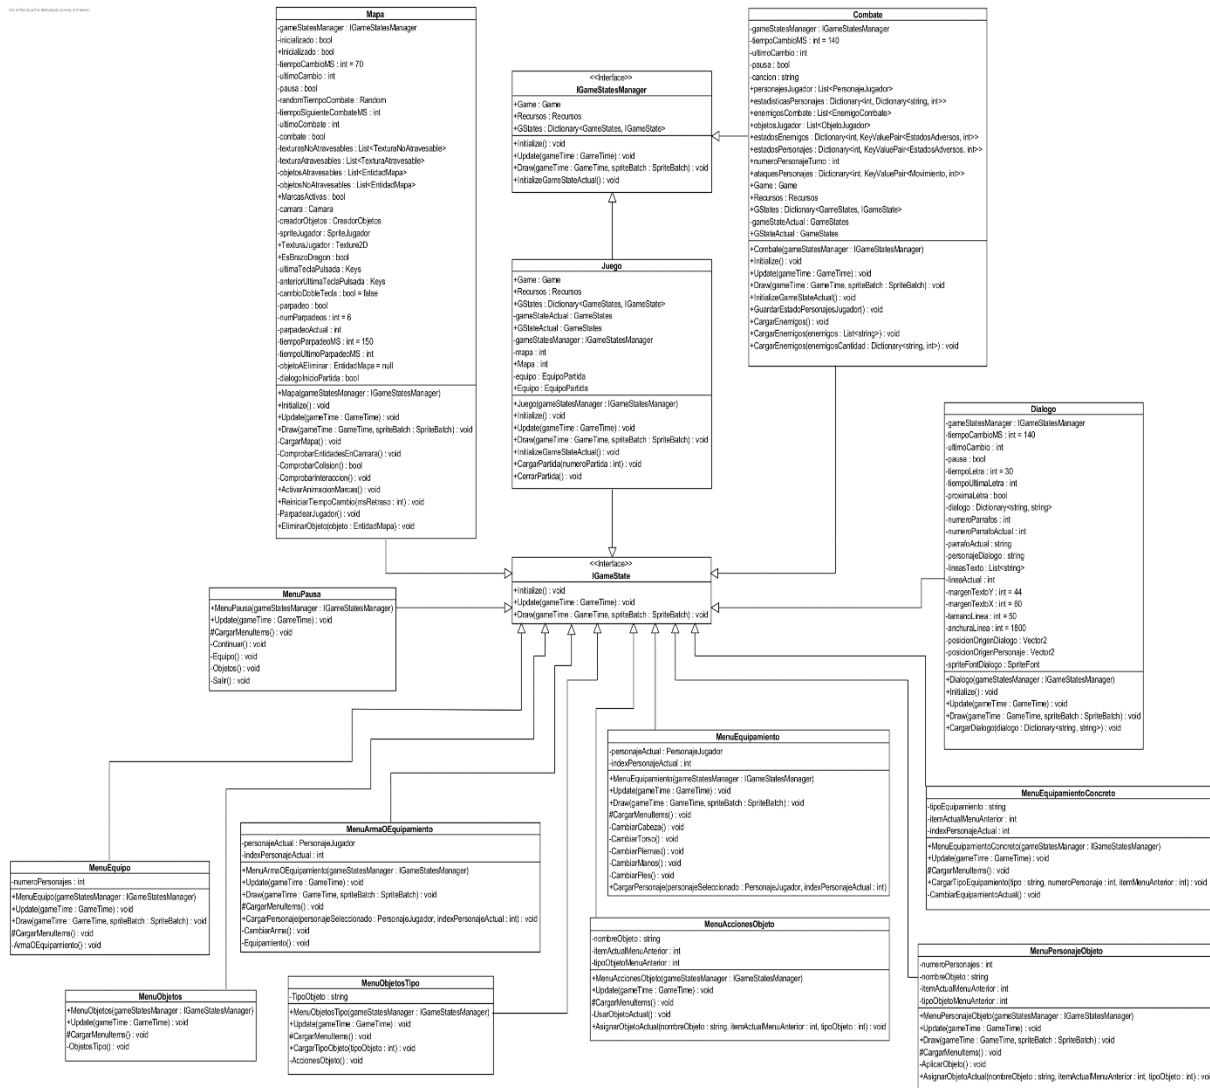 Mapa
-gameStatesManager : IGameStatesManager
-inicializado : bool
+Inicializado : bool
-tiempoCambioMS : int = 70
-ultimoCambio : int
-pausa : bool
-randomTiempoCombate : Random
-tiempoSiguienteCombateMS : int
-ultimoCombate : int
-combate : bool
-texturasNoAtravesables : List<TexturaNoAtravesable>
-texturaAtravesables : List<TexturaAtravesable>
-objetosAtravesables : List<EntidadMapa>
-objetosNoAtravesables : List<EntidadMapa>
+MarcasActivas : bool
-camara : Camara
-creadorObjetos : CreadorObjetos
-spriteJugador : SpriteJugador
+TexturaJugador : Texture2D
+EsBrazoDragon : bool
-ultimaTeclaPulsada : Keys
-anteriorUltimaTeclaPulsada : Keys
-cambioDobleTecla : bool = false
-parpadeo : bool
-numParpadeos : int = 6
-parpadeoActual : int
-tiempoParpadeoMS : int = 150
-tiempoUltimoParpadeoMS : int
-objetoAEliminar : EntidadMapa = null
-dialogoInicioPartida : bool
+Mapa(gameStatesManager : IGameStatesManager)
+Initialize() : void
+Update(gameTime : GameTime) : void
+Draw(gameTime : GameTime, spriteBatch : SpriteBatch) : void
-CargarMapa() : void
-ComprobarEntidadesEnCamara() : void
-ComprobarColision() : bool
-ComprobarInteraccion() : void
+ActivarAnimacionMarcas() : void
+ReiniciarTiempoCambio(msRetraso : int) : void
-ParpadearJugador() : void
+EliminarObjeto(objeto : EntidadMapa) : void
<<Interface>>
IGameStatesManager
+Game : Game
+Recursos : Recursos
+GStates : Dictionary<GameStates, IGameState>
+Initialize() : void
+Update(gameTime : GameTime) : void
+Draw(gameTime : GameTime, spriteBatch : SpriteBatch) : void
+InitializeGameStateActual() : void
Combate
-gameStatesManager : IGameStatesManager
-tiempoCambioMS : int = 140
-ultimoCambio : int
-pausa : bool
-cancion : string
+personajesJugador : List<PersonajeJugador>
+estadisticasPersonajes : Dictionary<int, Dictionary<string, int>>
+enemigosCombate : List<EnemigoCombate>
+objetosJugador : List<ObjetoJugador>
+estadosEnemigos : Dictionary<int, KeyValuePair<EstadosAdversos, int>>
+estadosPersonajes : Dictionary<int, KeyValuePair<EstadosAdversos, int>>
+numeroPersonajeTurno : int
+ataquesPersonajes : Dictionary<int, KeyValuePair<Movimiento, int>>
+Game : Game
+Recursos : Recursos
+GStates : Dictionary<GameStates, IGameState>
-gameStateActual : GameStates
+GStateActual : GameStates
+Combate(gameStatesManager : IGameStatesManager)
+Initialize() : void
+Update(gameTime : GameTime) : void
+Draw(gameTime : GameTime, spriteBatch : SpriteBatch) : void
+InitializeGameStateActual() : void
+GuardarEstadoPersonajesJugador() : void
+CargarEnemigos() : void
+CargarEnemigos(enemigos : List<string>) : void
+CargarEnemigos(enemigosCantidad : Dictionary<string, int>) : void
Juego
+Game : Game
+Recursos : Recursos
+GStates : Dictionary<GameStates, IGameState>
-gameStateActual : GameStates
+GStateActual : GameStates
-gameStatesManager : IGameStatesManager
-mapa : int
+Mapa : int
-equipo : EquipoPartida
+Equipo : EquipoPartida
+Juego(gameStatesManager : IGameStatesManager)
+Initialize() : void
+Update(gameTime : GameTime) : void
+Draw(gameTime : GameTime, spriteBatch : SpriteBatch) : void
+InitializeGameStateActual() : void
+CargarPartida(numeroPartida : int) : void
+CerrarPartida() : void
Dialogo
-gameStatesManager : IGameStatesManager
-tiempoCambioMS : int = 140
-ultimoCambio : int
-pausa : bool
-tiempoLetra : int = 30
-tiempoUltimaLetra : int
-proximaLetra : bool
-dialogo : Dictionary<string, string>
-numeroParrafos : int
-numeroParrafoActual : int
-parrafoActual : string
-personajeDialogo : string
-lineasTexto : List<string>
-lineaActual : int
-margenTextoY : int = 44
-margenTextoX : int = 60
-tamanoLinea : int = 50
-anchuraLinea : int = 1800
-posicionOrigenDialogo : Vector2
-posicionOrigenPersonaje : Vector2
-spriteFontDialogo : SpriteFont
+Dialogo(gameStatesManager : IGameStatesManager)
+Initialize() : void
+Update(gameTime : GameTime) : void
+Draw(gameTime : GameTime, spriteBatch : SpriteBatch) : void
+CargarDialogo(dialogo : Dictionary<string, string>) : void
<<Interface>>
IGameState
+Initialize() : void
+Update(gameTime : GameTime) : void
+Draw(gameTime : GameTime, spriteBatch : SpriteBatch) : void
MenuPausa
+MenuPausa(gameStatesManager : IGameStatesManager)
+Update(gameTime : GameTime) : void
#CargarMenuItems() : void
-Continuar() : void
-Equipo() : void
-Objetos() : void
-Salir() : void
MenuEquipamiento
-personajeActual : PersonajeJugador
-indexPersonajeActual : int
+MenuEquipamiento(gameStatesManager : IGameStatesManager)
+Update(gameTime : GameTime) : void
+Draw(gameTime : GameTime, spriteBatch : SpriteBatch) : void
#CargarMenuItems() : void
-CambiarCabeza() : void
-CambiarTorso() : void
-CambiarPiernas() : void
-CambiarManos() : void
-CambiarPies() : void
+CargarPersonaje(personajeSeleccionado : PersonajeJugador, indexPersonajeActual : int)
MenuEquipamientoConcreto
-tipoEquipamiento : string
-itemActualMenuAnterior : int
-indexPersonajeActual : int
+MenuEquipamientoConcreto(gameStatesManager : IGameStatesManager)
+Update(gameTime : GameTime) : void
#CargarMenuItems() : void
+CargarTipoEquipamiento(tipo : string, numeroPersonaje : int, itemMenuAnterior : int) : void
-CambiarEquipamientoActual() : void
MenuArmaOEquipamiento
-personajeActual : PersonajeJugador
-indexPersonajeActual : int
+MenuArmaOEquipamiento(gameStatesManager : IGameStatesManager)
+Update(gameTime : GameTime) : void
+Draw(gameTime : GameTime, spriteBatch : SpriteBatch) : void
#CargarMenuItems() : void
+CargarPersonaje(personajeSeleccionado : PersonajeJugador, indexPersonajeActual : int) : void
-CambiarArma() : void
-Equipamiento() : void
MenuEquipo
-numeroPersonajes : int
+MenuEquipo(gameStatesManager : IGameStatesManager)
+Update(gameTime : GameTime) : void
+Draw(gameTime : GameTime, spriteBatch : SpriteBatch) : void
#CargarMenuItems() : void
-ArmaOEquipamiento() : void
MenuAccionesObjeto
-nombreObjeto : string
-itemActualMenuAnterior : int
-tipoObjetoMenuAnterior : int
+MenuAccionesObjeto(gameStatesManager : IGameStatesManager)
+Update(gameTime : GameTime) : void
#CargarMenuItems() : void
-UsarObjetoActual() : void
+AsignarObjetoActual(nombreObjeto : string, itemActualMenuAnterior : int, tipoObjeto : int) : void
MenuPersonajeObjeto
-numeroPersonajes : int
-nombreObjeto : string
-itemActualMenuAnterior : int
-tipoObjetoMenuAnterior : int
+MenuPersonajeObjeto(gameStatesManager : IGameStatesManager)
+Update(gameTime : GameTime) : void
+Draw(gameTime : GameTime, spriteBatch : SpriteBatch) : void
#CargarMenuItems() : void
-AplicarObjeto() : void
+AsignarObjetoActual(nombreObjeto : string, itemActualMenuAnterior : int, tipoObjeto : int) : void
MenuObjetosTipo
-TipoObjeto : string
+MenuObjetosTipo(gameStatesManager : IGameStatesManager)
+Update(gameTime : GameTime) : void
#CargarMenuItems() : void
+CargarTipoObjeto(tipoObjeto : int) : void
-AccionesObjeto() : void
MenuObjetos
+MenuObjetos(gameStatesManager : IGameStatesManager)
+Update(gameTime : GameTime) : void
#CargarMenuItems() : void
-ObjetosTipo() : void